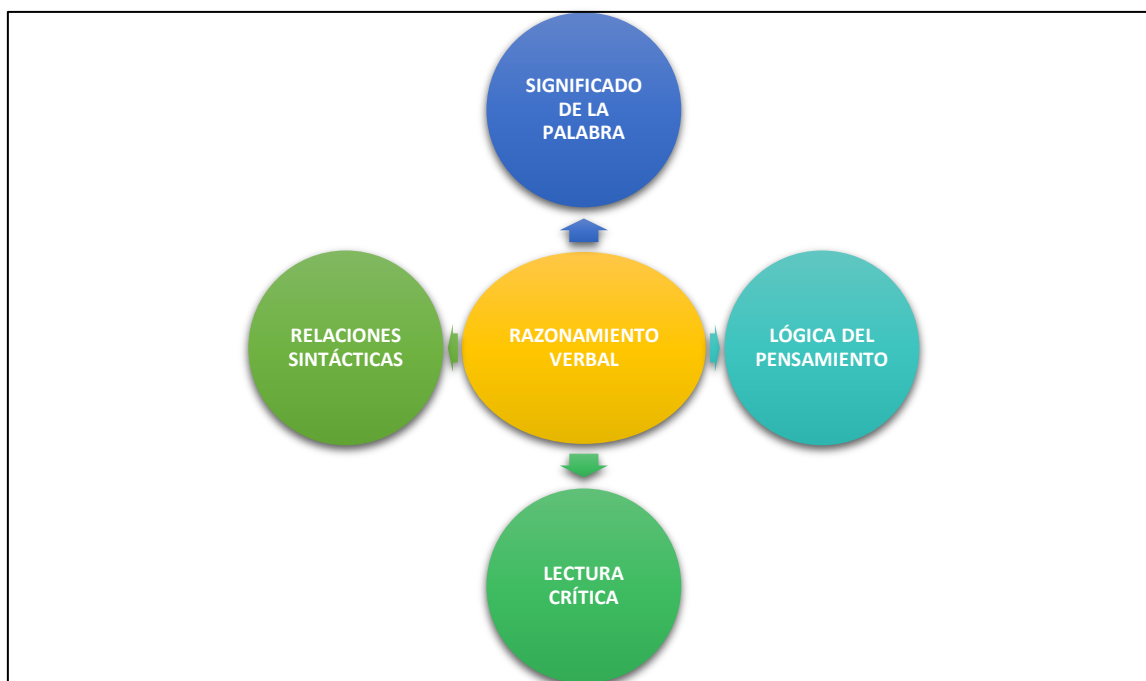 SIGNIFICADO
DE LA
PALABRA
RELACIONES
SINTÁCTICAS
RAZONAMIENTO
VERBAL
LÓGICA DEL
PENSAMIENTO
LECTURA
CRÍTICA